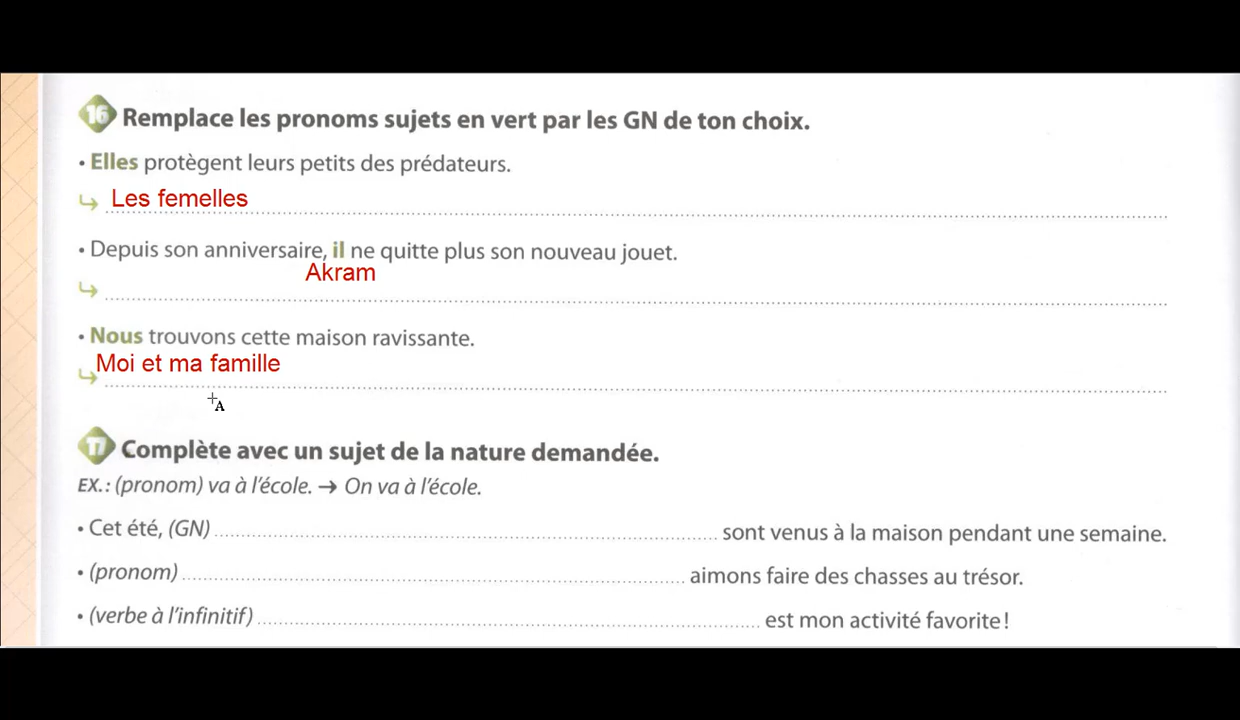 16 Remplace les pronoms sujets en vert par les GN de ton choix.
• Elles protègent leurs petits des prédateurs.
Les femelles
• Depuis son anniversaire, il ne quitte plus son nouveau jouet.
Akram
• Nous trouvons cette maison ravissante.
Moi et ma famille
A
17 Complète avec un sujet de la nature demandée.
EX.: (pronom) va à l'école. → On va à l'école.
• Cet été, (GN) ........ sont venus à la maison pendant une semaine.
• (pronom) ........ aimons faire des chasses au trésor.
• (verbe à l'infinitif) ........ est mon activité favorite !